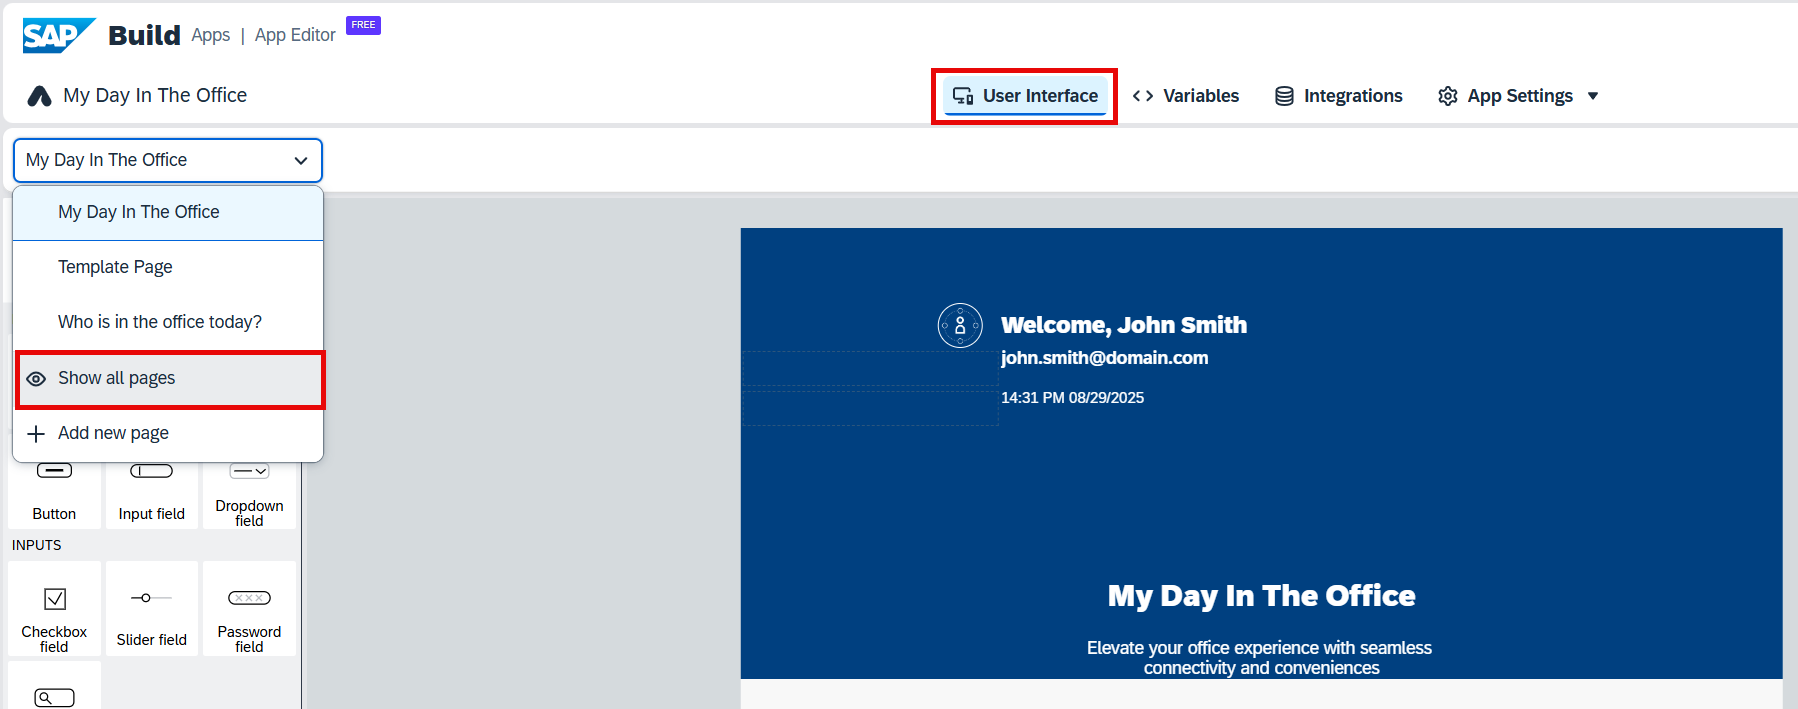 SAP Build Apps | App Editor FREE
My Day In The Office
User Interface
Variables
Integrations
App Settings
My Day In The Office
My Day In The Office
Template Page
Who is in the office today?
Show all pages
Add new page
Button
Input field
Dropdown
field
INPUTS
Checkbox
field
Slider field
Password
field
Welcome, John Smith
john.smith@domain.com
14:31 PM 08/29/2025
My Day In The Office
Elevate your office experience with seamless
connectivity and conveniences